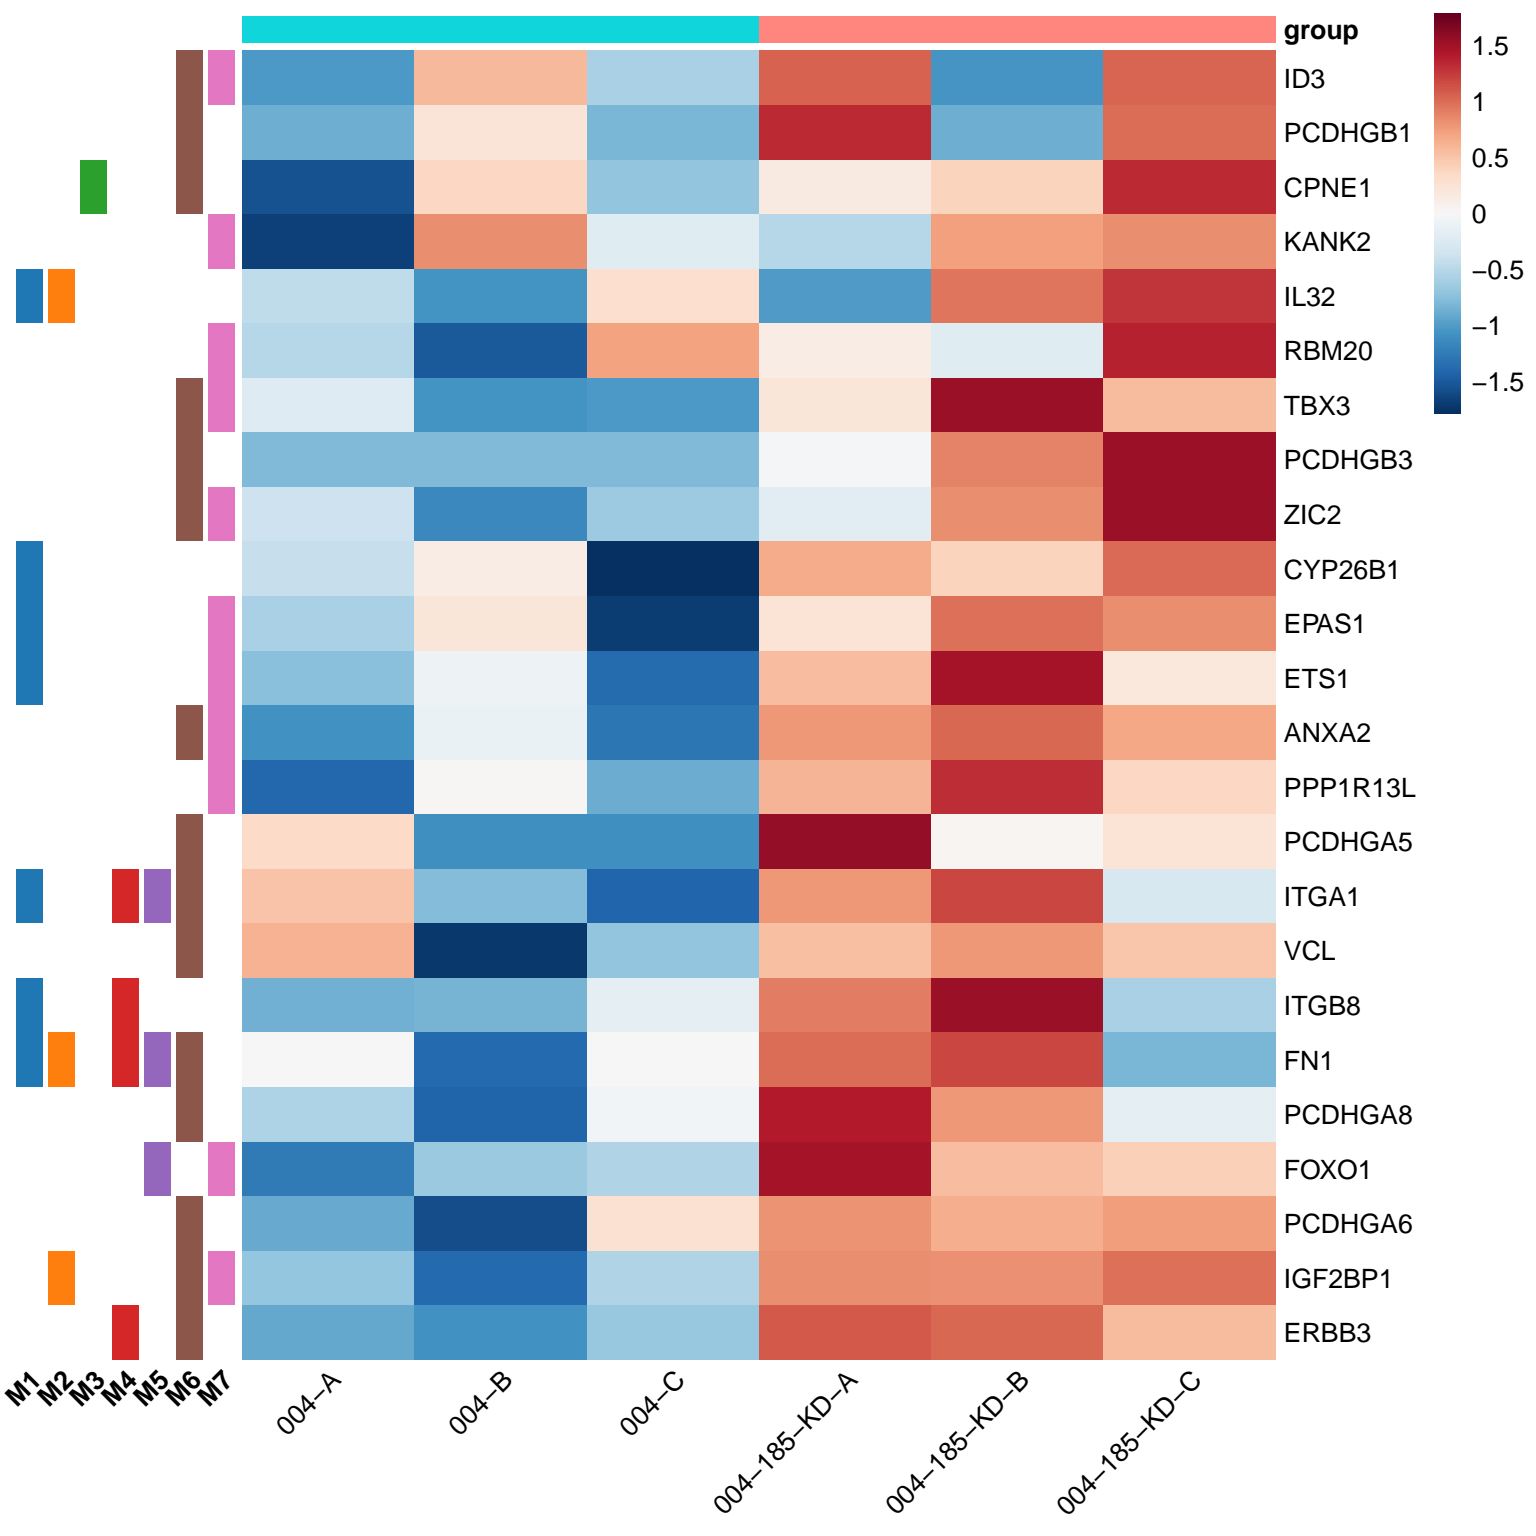 group
ID3
PCDHGB1
CPNE1
KANK2
IL32
RBM20
TBX3
PCDHGB3
ZIC2
CYP26B1
EPAS1
ETS1
ANXA2
PPP1R13L
PCDHGA5
ITGA1
VCL
ITGB8
FN1
PCDHGA8
FOXO1
PCDHGA6
IGF2BP1
ERBB3
1.5
1
0.5
0
−0.5
−1
−1.5
M1
M2
M3
M4
M5
M6
M7
004−A
004−B
004−C
004−185−KD−A
004−185−KD−B
004−185−KD−C